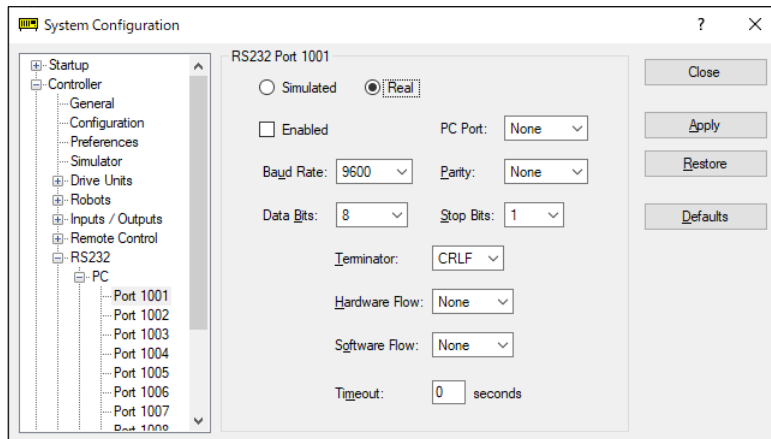 System Configuration
? ×
Startup
Controller
General
Configuration
Preferences
Simulator
Drive Units
Robots
Inputs / Outputs
Remote Control
RS232
PC
Port 1001
Port 1002
Port 1003
Port 1004
Port 1005
Port 1006
Port 1007
Port 1008
RS232 Port 1001
Simulated Real
Enabled PC Port: None
Baud Rate: 9600 Parity: None
Data Bits: 8 Stop Bits: 1
Terminator: CRLF
Hardware Flow: None
Software Flow: None
Timeout: 0 seconds
Close
Apply
Restore
Defaults